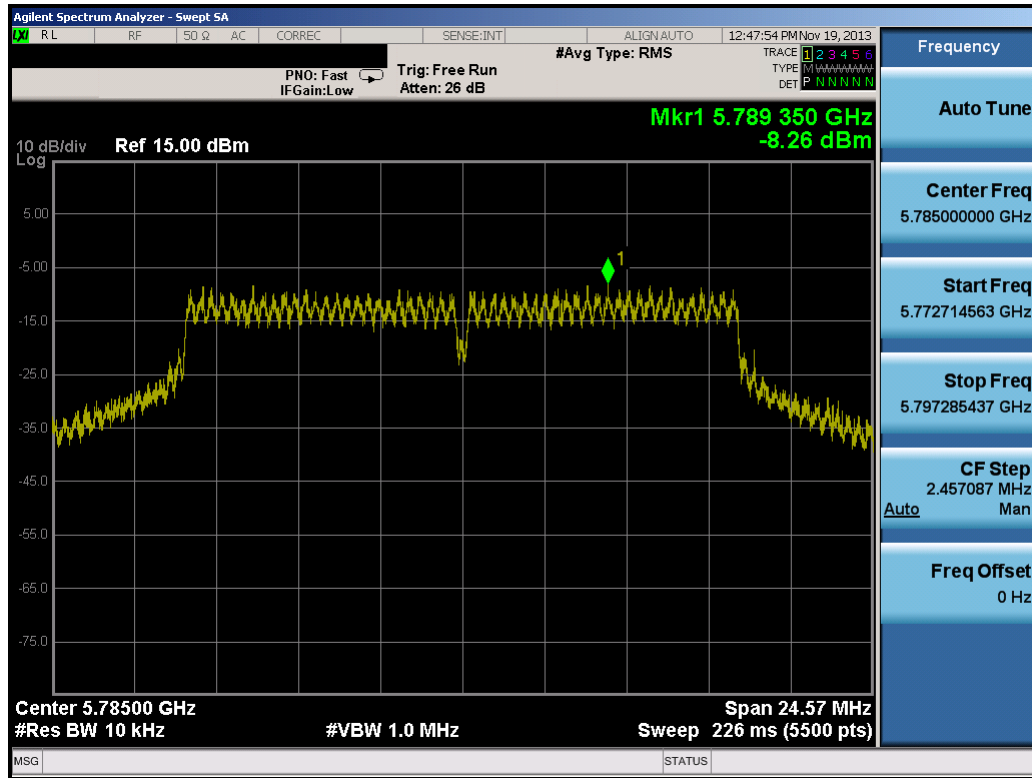 Agilent Spectrum Analyzer - Swept SA
LXI RL RF 50 Ω AC CORREC SENSE:INT ALIGN AUTO 12:47:54 PM Nov 19, 2013
#Avg Type: RMS TRACE 1 2 3 4 5 6
PNO: Fast Trig: Free Run TYPE M W W W W W
IFGain:Low Atten: 26 dB DET P N N N N N
Mkr1 5.789 350 GHz
10 dB/div Ref 15.00 dBm -8.26 dBm
Log
5.00
1
-5.00
-15.0
-25.0
-35.0
-45.0
-55.0
-65.0
-75.0
Center 5.78500 GHz Span 24.57 MHz
#Res BW 10 kHz #VBW 1.0 MHz Sweep 226 ms (5500 pts)
MSG STATUS
Frequency
Auto Tune
Center Freq
5.785000000 GHz
Start Freq
5.772714563 GHz
Stop Freq
5.797285437 GHz
CF Step
2.457087 MHz
Auto Man
Freq Offset
0 Hz